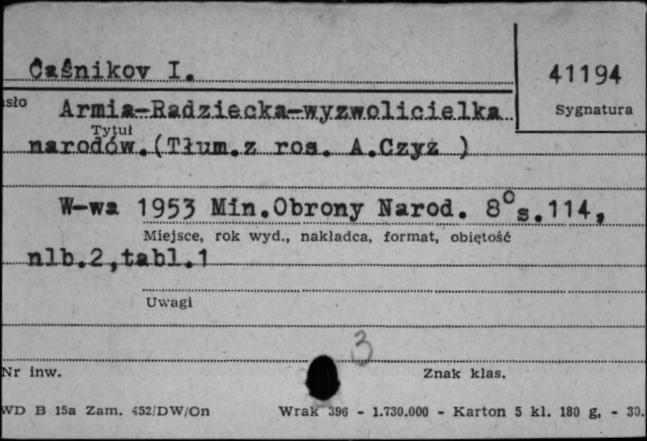 Čaśnikov I.
41194
sło
Armia-Radziecka-wyzwolicielka
Sygnatura
Tytuł
narodów.(Tłum.z ros. A.Czyż )
W-wa 1953 Min.Obrony Narod. 8° s.114,
Miejsce, rok wyd., nakładca, format, objętość
nlb.2,tabl.1
Uwagi
3
Nr inw.
Znak klas.
WD B 15a Zam. 452/DW/On
Wrak 396 - 1.730.000 - Karton 5 kl. 180 g. - 30.